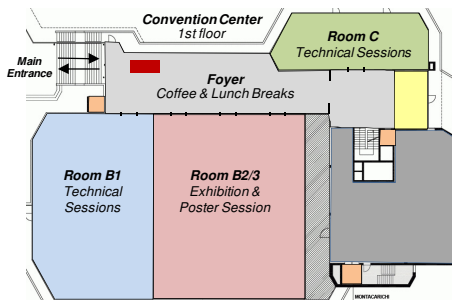 Convention Center
1st floor
Room C
Technical Sessions
Main
Entrance
Foyer
Coffee & Lunch Breaks
Room B1
Technical
Sessions
Room B2/3
Exhibition &
Poster Session
MONTACARICHI